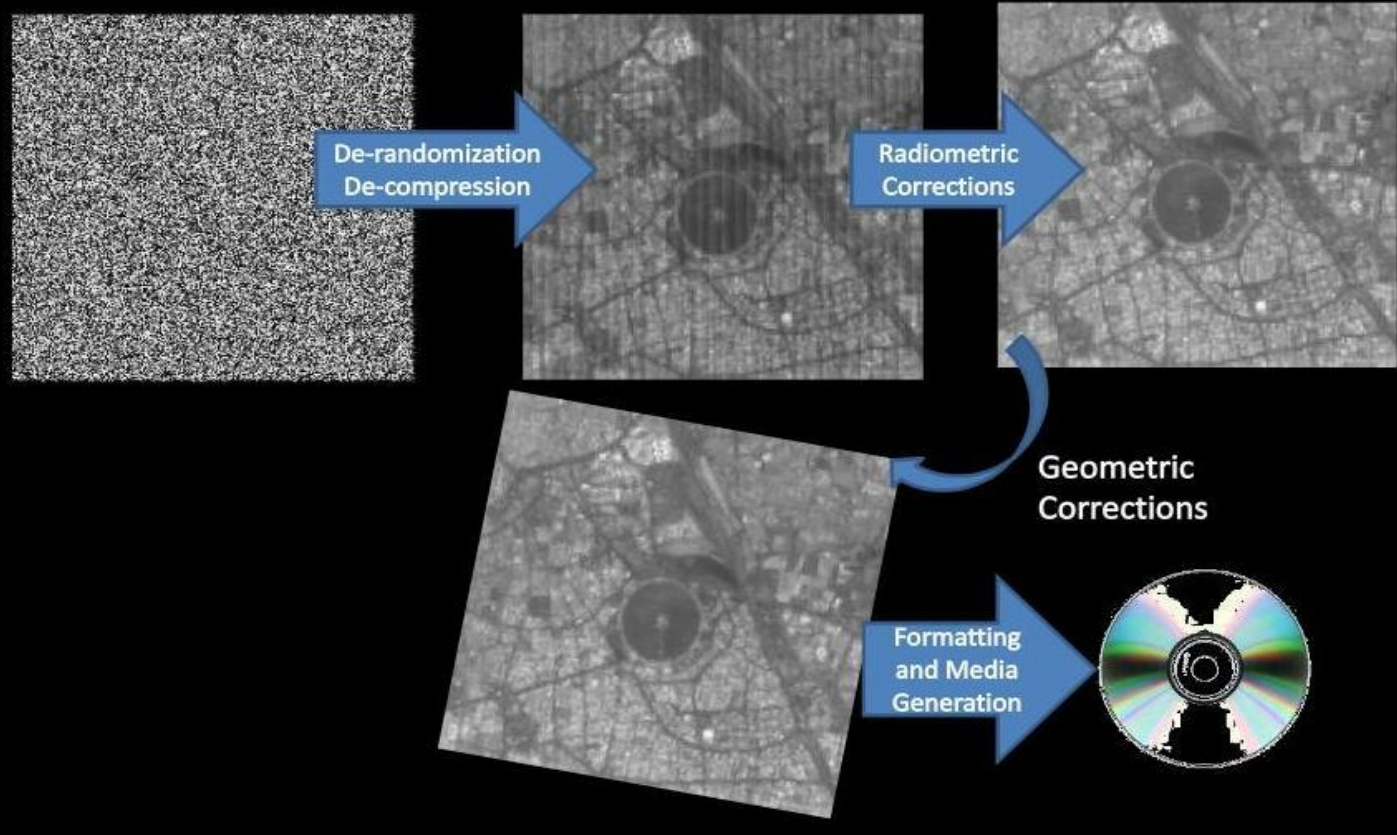 De-randomization
De-compression
Radiometric
Corrections
Geometric
Corrections
Formatting
and Media
Generation